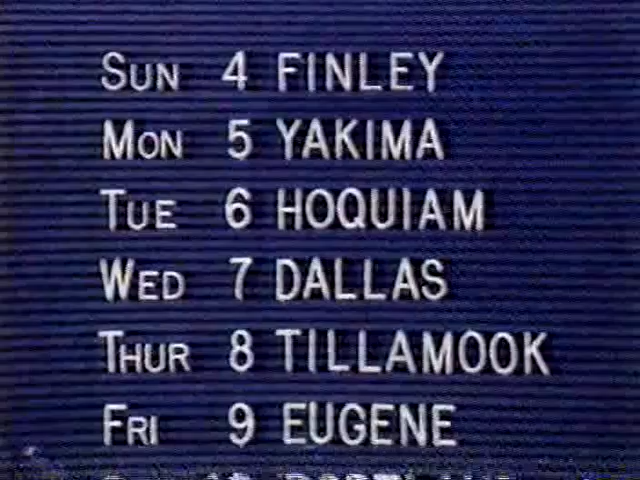 SUN 4 FINLEY
MON 5 YAKIMA
TUE 6 HOQUIAM
WED 7 DALLAS
THUR 8 TILLAMOOK
FRI 9 EUGENE